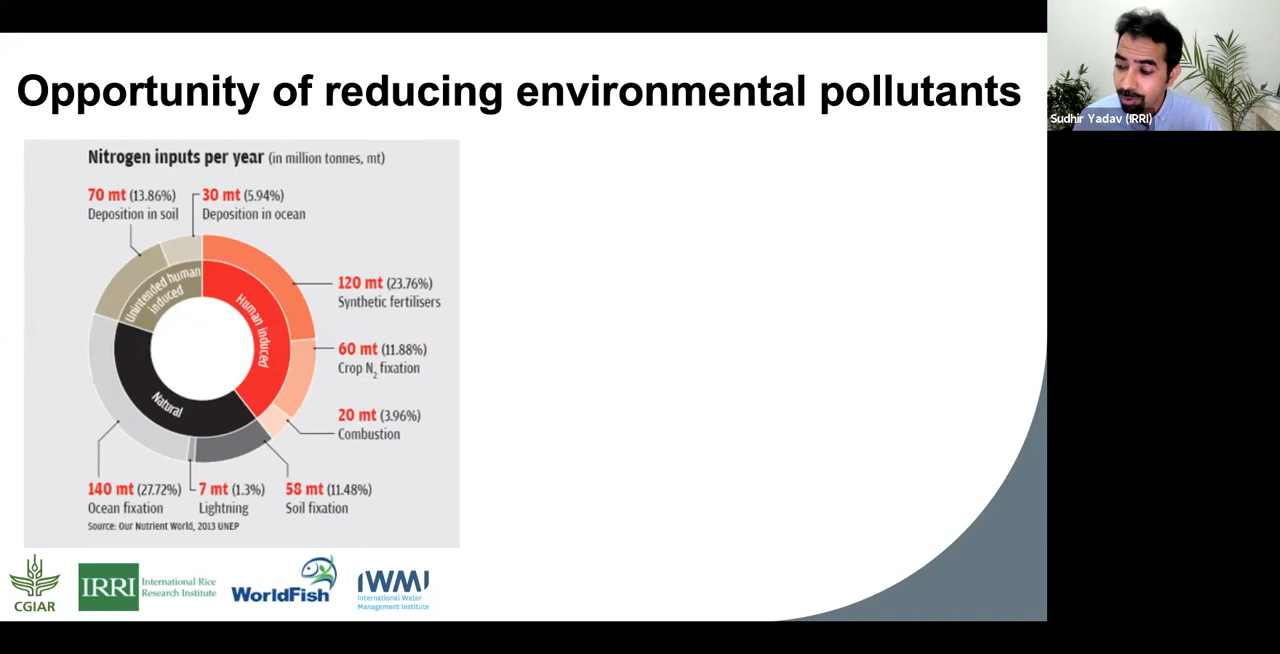 Opportunity of reducing environmental pollutants
Sudhir Yadav (IRRI)
Nitrogen inputs per year (in million tonnes, mt)
70 mt (13.86%)
Deposition in soil
30 mt (5.94%)
Deposition in ocean
120 mt (23.76%)
Synthetic fertilisers
60 mt (11.88%)
Crop N₂ fixation
20 mt (3.96%)
Combustion
Unintended human
induced
Human induced
Natural
140 mt (27.72%)
Ocean fixation
7 mt (1.3%)
Lightning
58 mt (11.48%)
Soil fixation
Source: Our Nutrient World, 2013 UNEP
CGIAR
IRRI
International Rice
Research Institute
WorldFish
IWMI
International Water
Management Institute